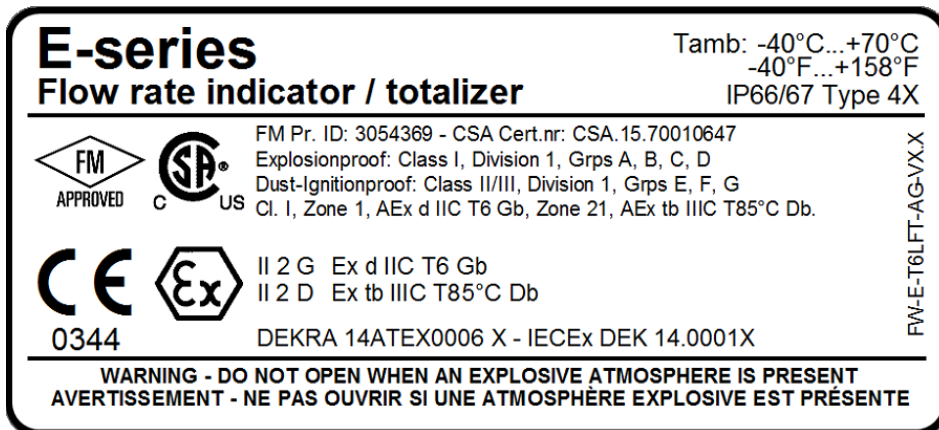 E-series
Flow rate indicator / totalizer
Tamb: -40°C...+70°C
-40°F...+158°F
IP66/67 Type 4X
FM
APPROVED
SA
C US
FM Pr. ID: 3054369 - CSA Cert.nr: CSA.15.70010647
Explosionproof: Class I, Division 1, Grps A, B, C, D
Dust-Ignitionproof: Class II/III, Division 1, Grps E, F, G
Cl. I, Zone 1, AEx d IIC T6 Gb, Zone 21, AEx tb IIIC T85°C Db.
FW-E-T6LFT-AG-VX.X
CE
0344
Ex
II 2 G Ex d IIC T6 Gb
II 2 D Ex tb IIIC T85°C Db
DEKRA 14ATEX0006 X - IECEx DEK 14.0001X
WARNING - DO NOT OPEN WHEN AN EXPLOSIVE ATMOSPHERE IS PRESENT
AVERTISSEMENT - NE PAS OUVRIR SI UNE ATMOSPHÈRE EXPLOSIVE EST PRÉSENTE